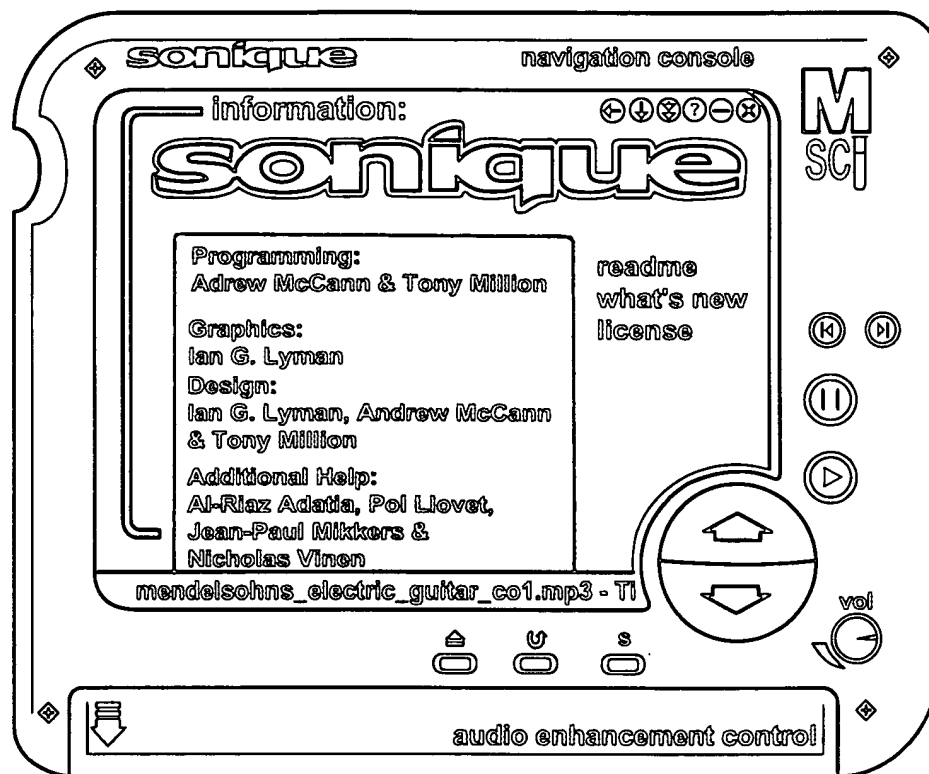 sonique
navigation console
M
sci
information:
sonique
Programming:
Adrew McCann & Tony Million
Graphics:
Ian G. Lyman
Design:
Ian G. Lyman, Andrew McCann
& Tony Million
Additional Help:
Al-Riaz Adatia, Pol Llovet,
Jean-Paul Mikkers &
Nicholas Vinen
readme
what's new
license
mendelsohns_electric_guitar_co1.mp3 - Ti
vol
s
audio enhancement control